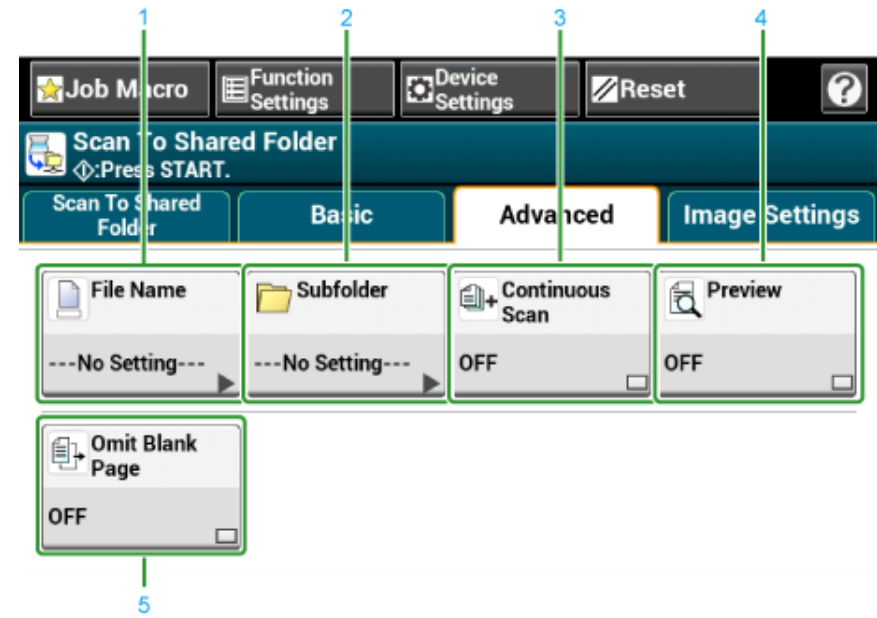 1 2 3 4
Job Macro Function Settings Device Settings Reset ?
Scan To Shared Folder
:Press START.
Scan To Shared Folder Basic Advanced Image Settings
File Name Subfolder Continuous Scan Preview
---No Setting--- ---No Setting--- OFF OFF
Omit Blank
Page
OFF
5